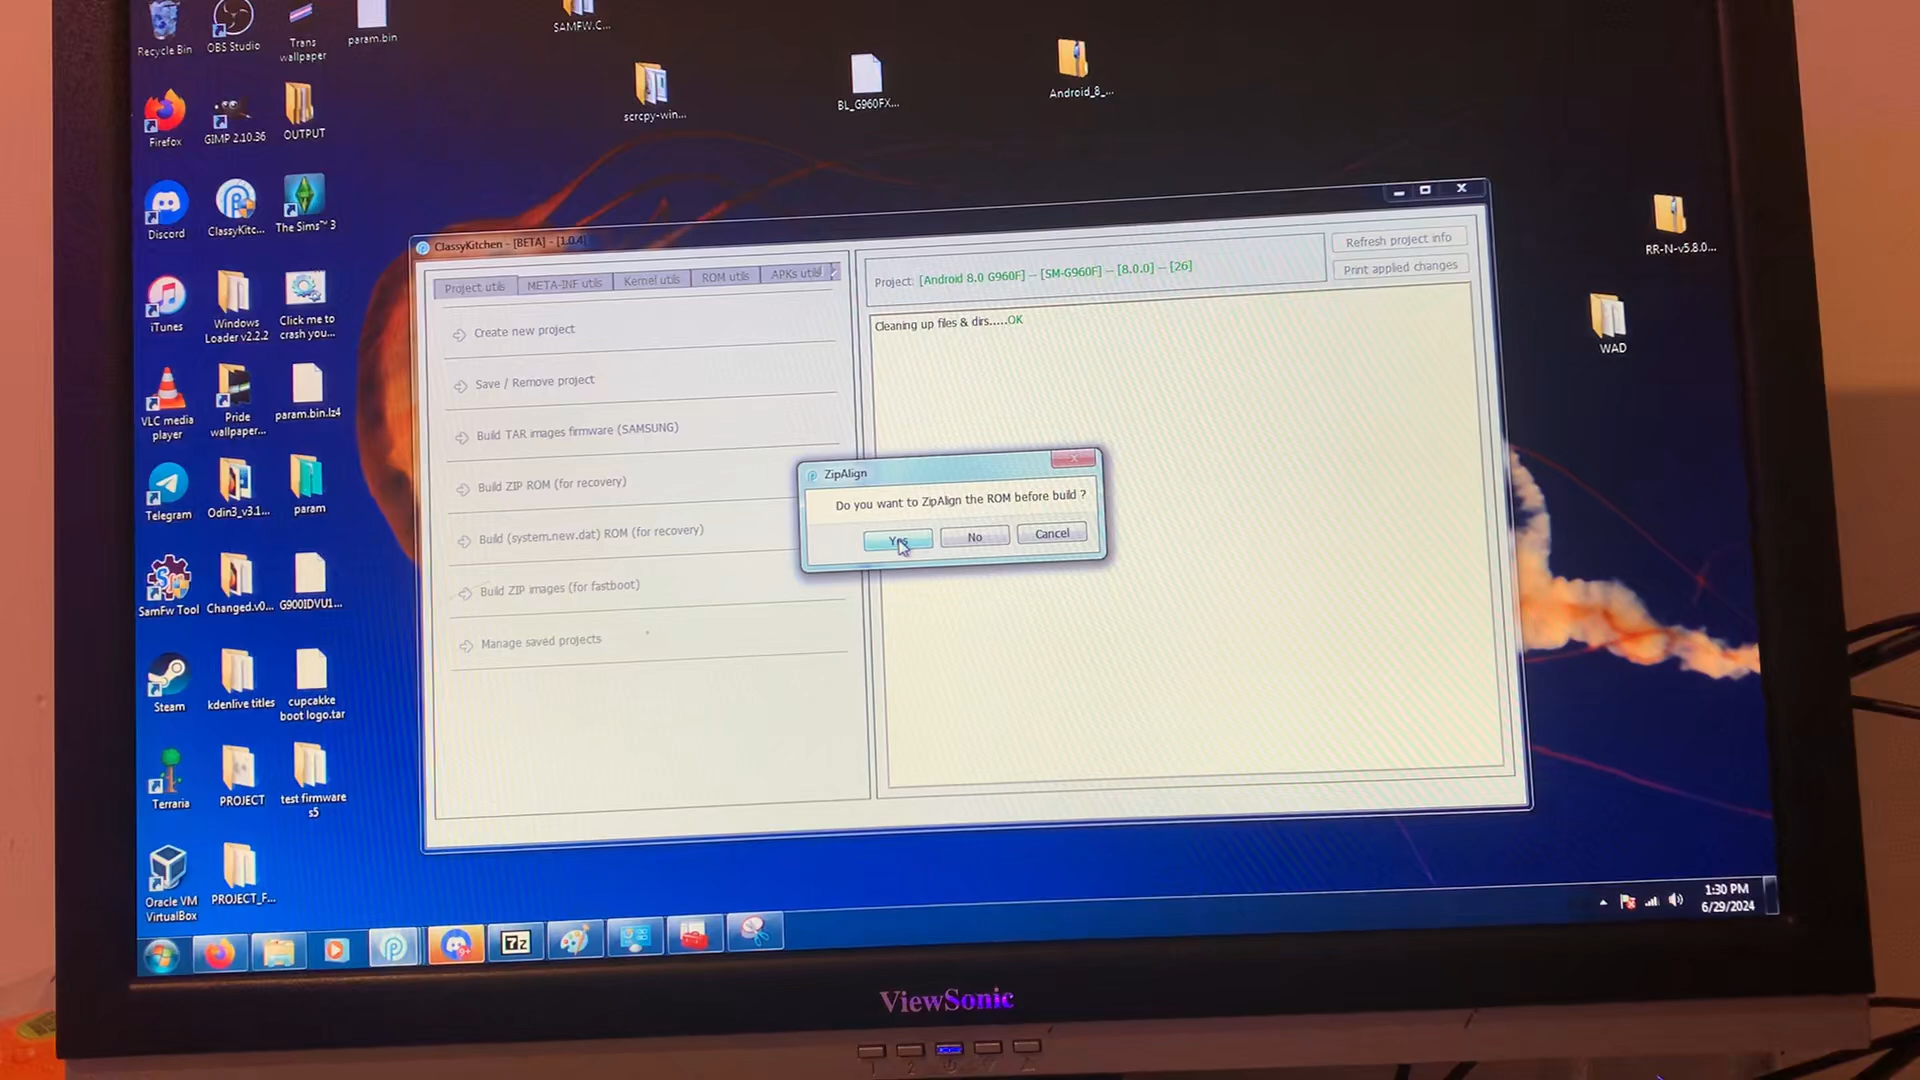 Recycle Bin
OBS Studio
Trans
wallpaper
param.bin
SAMFW.C...
scrcpy-win...
BL_G960FX...
Android_8_...
Firefox
GIMP 2.10.36
OUTPUT
Discord
ClassyKitc...
The Sims™ 3
RR-N-v5.8.0...
iTunes
Windows
Loader v2.2.2
Click me to
crash you...
WAD
VLC media
player
Pride
wallpaper...
param.bin.lz4
Telegram
Odin3_v3.1...
param
SamFw Tool
Changed.v0...
G900IDVU1...
Steam
kdenlive titles
cupcakke
boot logo.tar
Terraria
PROJECT
test firmware
s5
Oracle VM
VirtualBox
PROJECT_F...
ClassyKitchen - [BETA] - [1.0.4]
Project utils
META-INF utils
Kernel utils
ROM utils
APKs utils
Create new project
Save / Remove project
Build TAR images firmware (SAMSUNG)
Build ZIP ROM (for recovery)
Build (system.new.dat) ROM (for recovery)
Build ZIP images (for fastboot)
Manage saved projects
Project: [Android 8.0 G960F] -- [SM-G960F] -- [8.0.0] -- [26]
Refresh project info
Print applied changes
Cleaning up files & dirs.....OK
ZipAlign
Do you want to ZipAlign the ROM before build ?
Yes
No
Cancel
7z
9+
1:30 PM
6/29/2024
ViewSonic
1
2